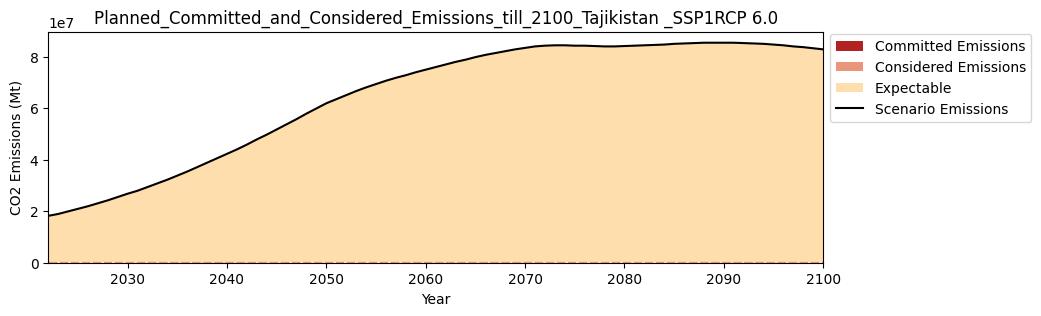 Planned_Committed_and_Considered_Emissions_till_2100_Tajikistan _SSP1RCP 6.0
1e7
8
6
4
2
0
CO2 Emissions (Mt)
2030 2040 2050 2060 2070 2080 2090 2100
Year
Committed Emissions
Considered Emissions
Expectable
Scenario Emissions